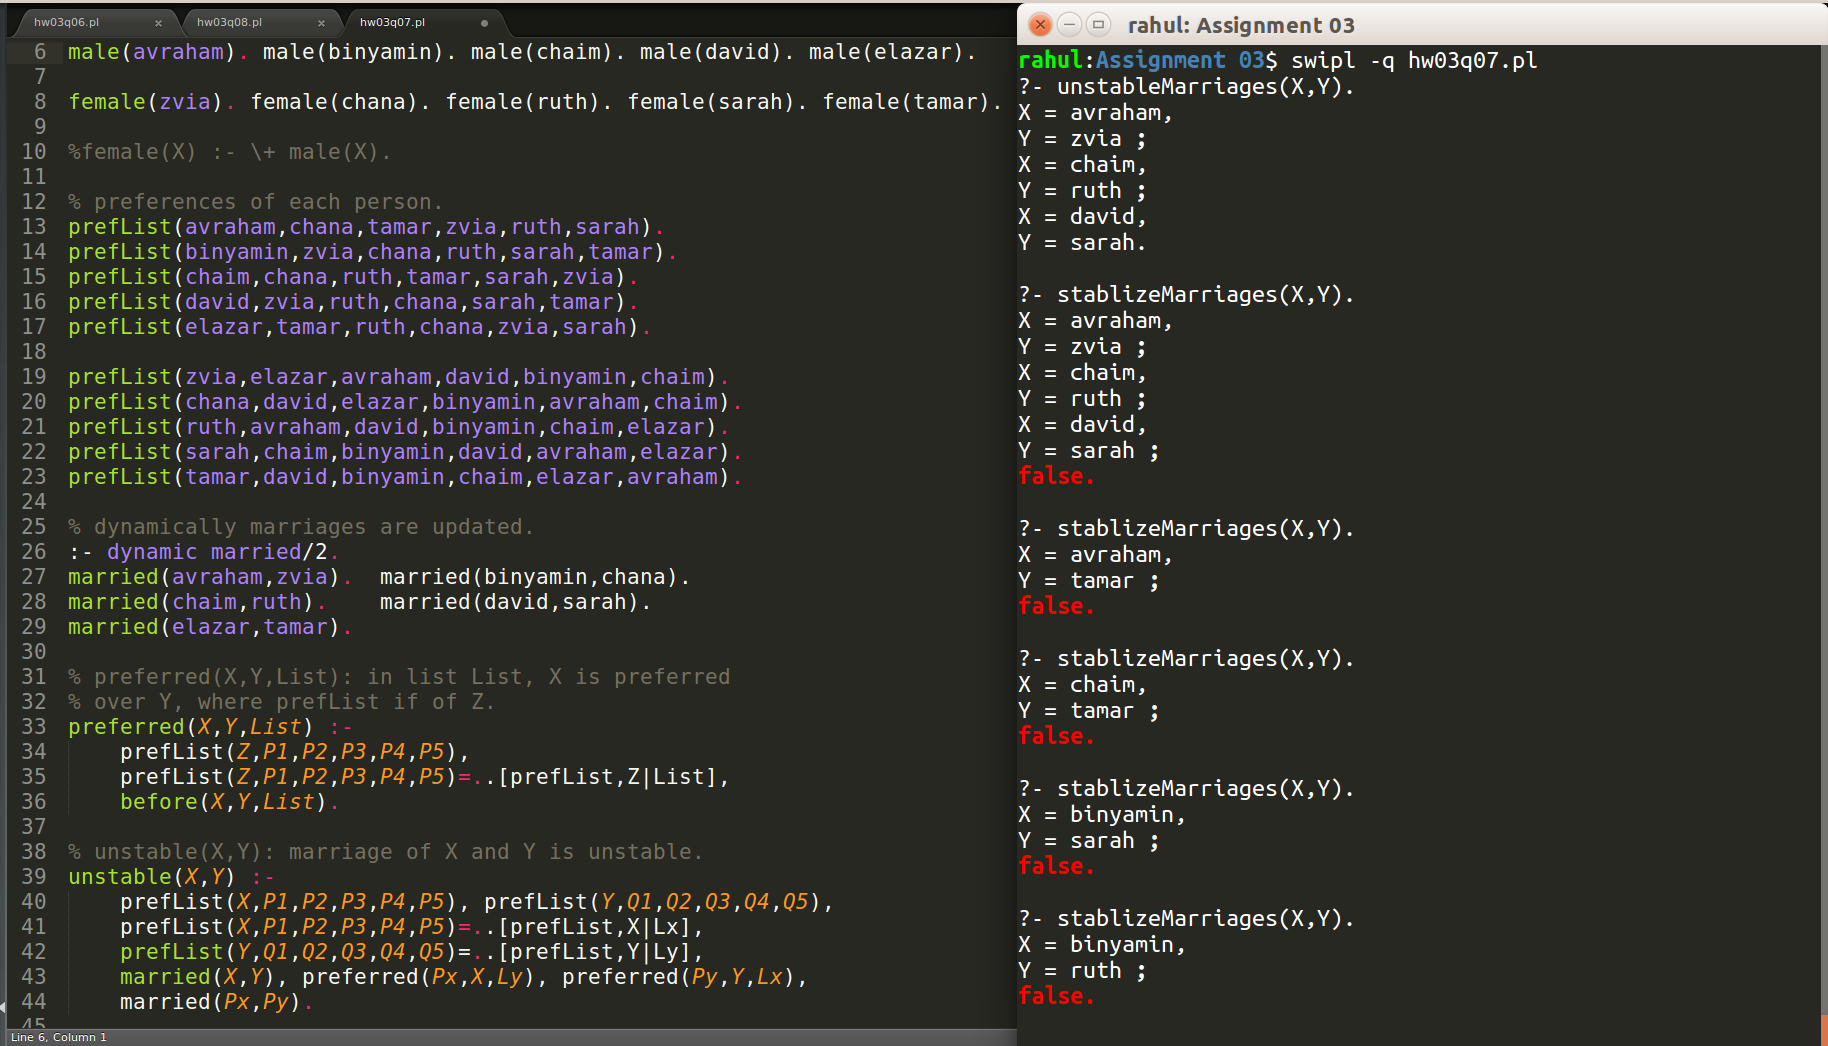 hw03q06.pl × hw03q08.pl × hw03q07.pl
6 male(avraham). male(binyamin). male(chaim). male(david). male(elazar).
7
8 female(zvia). female(chana). female(ruth). female(sarah). female(tamar).
9
10 %female(X) :- \+ male(X).
11
12 % preferences of each person.
13 prefList(avraham,chana,tamar,zvia,ruth,sarah).
14 prefList(binyamin,zvia,chana,ruth,sarah,tamar).
15 prefList(chaim,chana,ruth,tamar,sarah,zvia).
16 prefList(david,zvia,ruth,chana,sarah,tamar).
17 prefList(elazar,tamar,ruth,chana,zvia,sarah).
18
19 prefList(zvia,elazar,avraham,david,binyamin,chaim).
20 prefList(chana,david,elazar,binyamin,avraham,chaim).
21 prefList(ruth,avraham,david,binyamin,chaim,elazar).
22 prefList(sarah,chaim,binyamin,david,avraham,elazar).
23 prefList(tamar,david,binyamin,chaim,elazar,avraham).
24
25 % dynamically marriages are updated.
26 :- dynamic married/2.
27 married(avraham,zvia).  married(binyamin,chana).
28 married(chaim,ruth).    married(david,sarah).
29 married(elazar,tamar).
30
31 % preferred(X,Y,List): in list List, X is preferred
32 % over Y, where prefList if of Z.
33 preferred(X,Y,List) :-
34     prefList(Z,P1,P2,P3,P4,P5),
35     prefList(Z,P1,P2,P3,P4,P5)=..[prefList,Z|List],
36     before(X,Y,List).
37
38 % unstable(X,Y): marriage of X and Y is unstable.
39 unstable(X,Y) :-
40     prefList(X,P1,P2,P3,P4,P5), prefList(Y,Q1,Q2,Q3,Q4,Q5),
41     prefList(X,P1,P2,P3,P4,P5)=..[prefList,X|Lx],
42     prefList(Y,Q1,Q2,Q3,Q4,Q5)=..[prefList,Y|Ly],
43     married(X,Y), preferred(Px,X,Ly), preferred(Py,Y,Lx),
44     married(Px,Py).
45
Line 6, Column 1
rahul: Assignment 03
rahul:Assignment 03$ swipl -q hw03q07.pl
?- unstableMarriages(X,Y).
X = avraham,
Y = zvia ;
X = chaim,
Y = ruth ;
X = david,
Y = sarah.
?- stablizeMarriages(X,Y).
X = avraham,
Y = zvia ;
X = chaim,
Y = ruth ;
X = david,
Y = sarah ;
false.
?- stablizeMarriages(X,Y).
X = avraham,
Y = tamar ;
false.
?- stablizeMarriages(X,Y).
X = chaim,
Y = tamar ;
false.
?- stablizeMarriages(X,Y).
X = binyamin,
Y = sarah ;
false.
?- stablizeMarriages(X,Y).
X = binyamin,
Y = ruth ;
false.